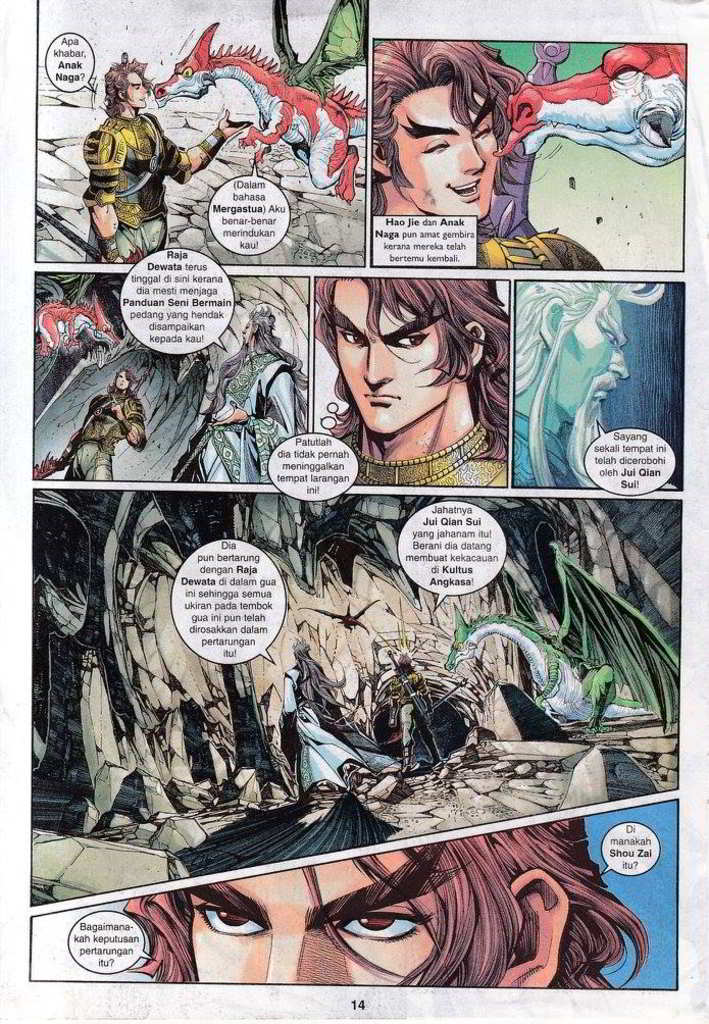 Apa
khabar,
Anak
Naga?
(Dalam
bahasa
Mergastua) Aku
benar-benar
merindukan
kau!
Hao Jie dan Anak
Naga pun amat gembira
kerana mereka telah
bertemu kembali.
Raja
Dewata terus
tinggal di sini kerana
dia mesti menjaga
Panduan Seni Bermain
pedang yang hendak
disampaikan
kepada kau!
Patutlah
dia tidak pernah
meninggalkan
tempat larangan
ini!
Sayang
sekali tempat ini
telah dicerobohi
oleh Jui Qian
Sui!
Dia
pun bertarung
dengan Raja
Dewata di dalam gua
ini sehingga semua
ukiran pada tembok
gua ini pun telah
dirosakkan dalam
pertarungan
itu!
Jahatnya
Jui Qian Sui
yang jahanam itu!
Berani dia datang
membuat kekacauan
di Kultus
Angkasa!
Di
manakah
Shou Zai
itu?
Bagaimana-
kah keputusan
pertarungan
itu?
14